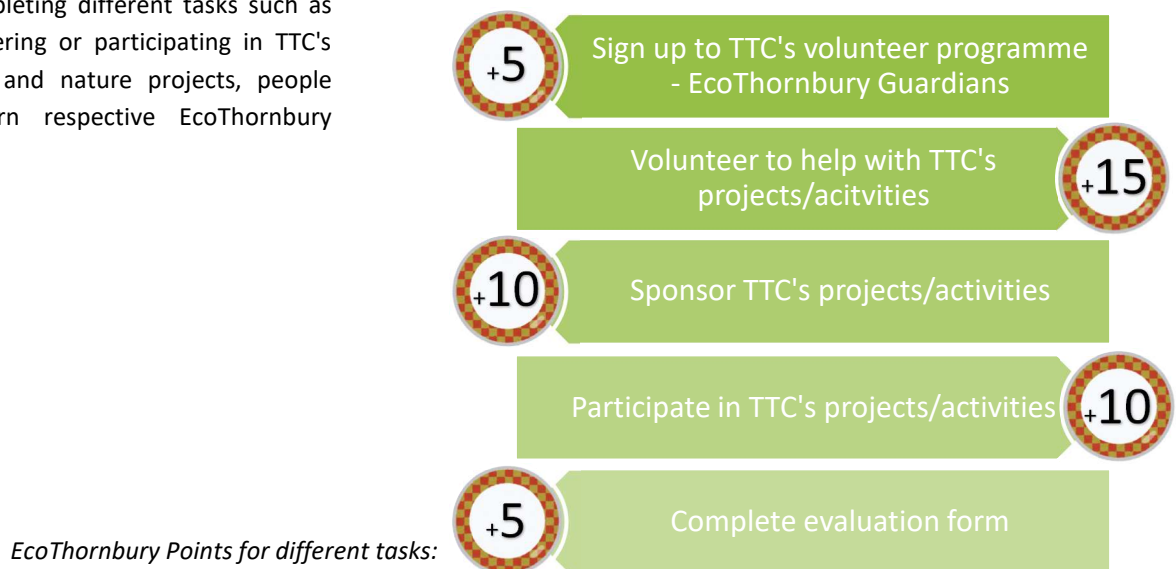 pleting different tasks such as
ering or participating in TTC's
and nature projects, people
rn respective EcoThornbury
+5
Sign up to TTC's volunteer programme
- EcoThornbury Guardians
Volunteer to help with TTC's
projects/acitvities
+15
+10
Sponsor TTC's projects/activities
Participate in TTC's projects/activities
+10
+5
Complete evaluation form
EcoThornbury Points for different tasks: